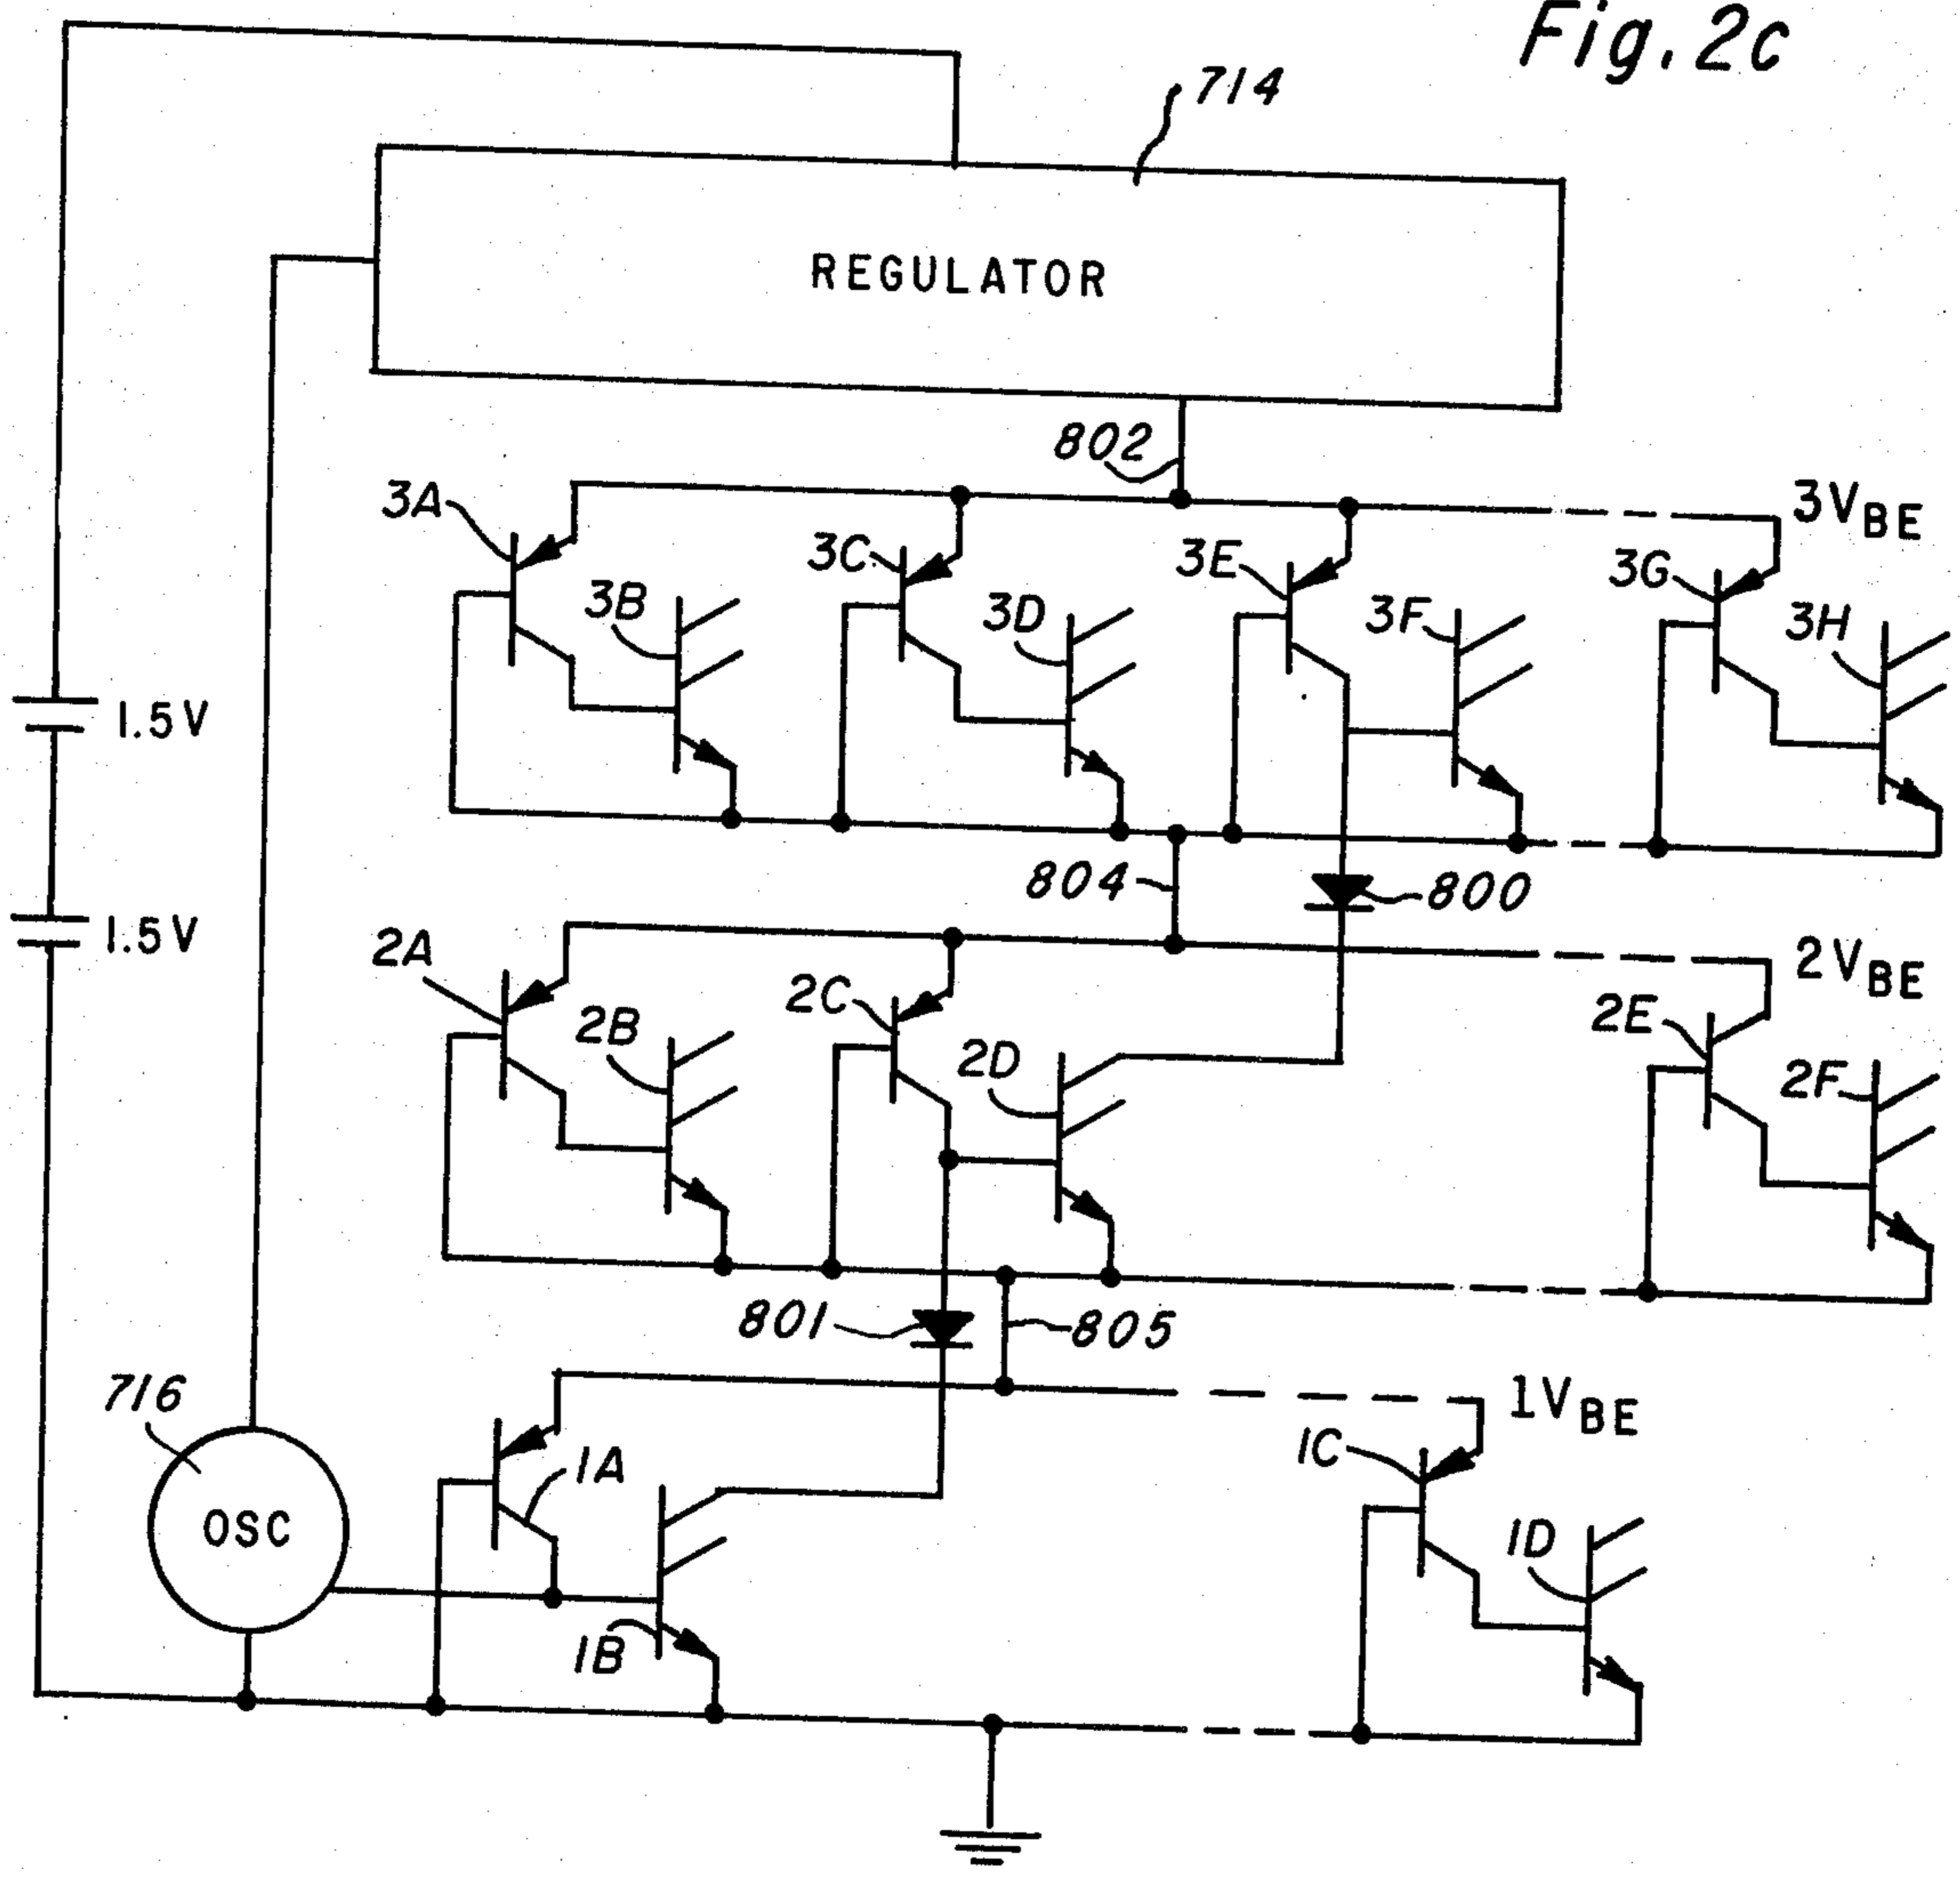 Fig. 2c
714
REGULATOR
802
3A
3B
3C
3D
3E
3F
3G
3H
3VBE
1.5V
804
800
1.5V
2A
2B
2C
2D
2E
2F
2VBE
801
805
716
OSC
1A
1B
1C
1D
1VBE